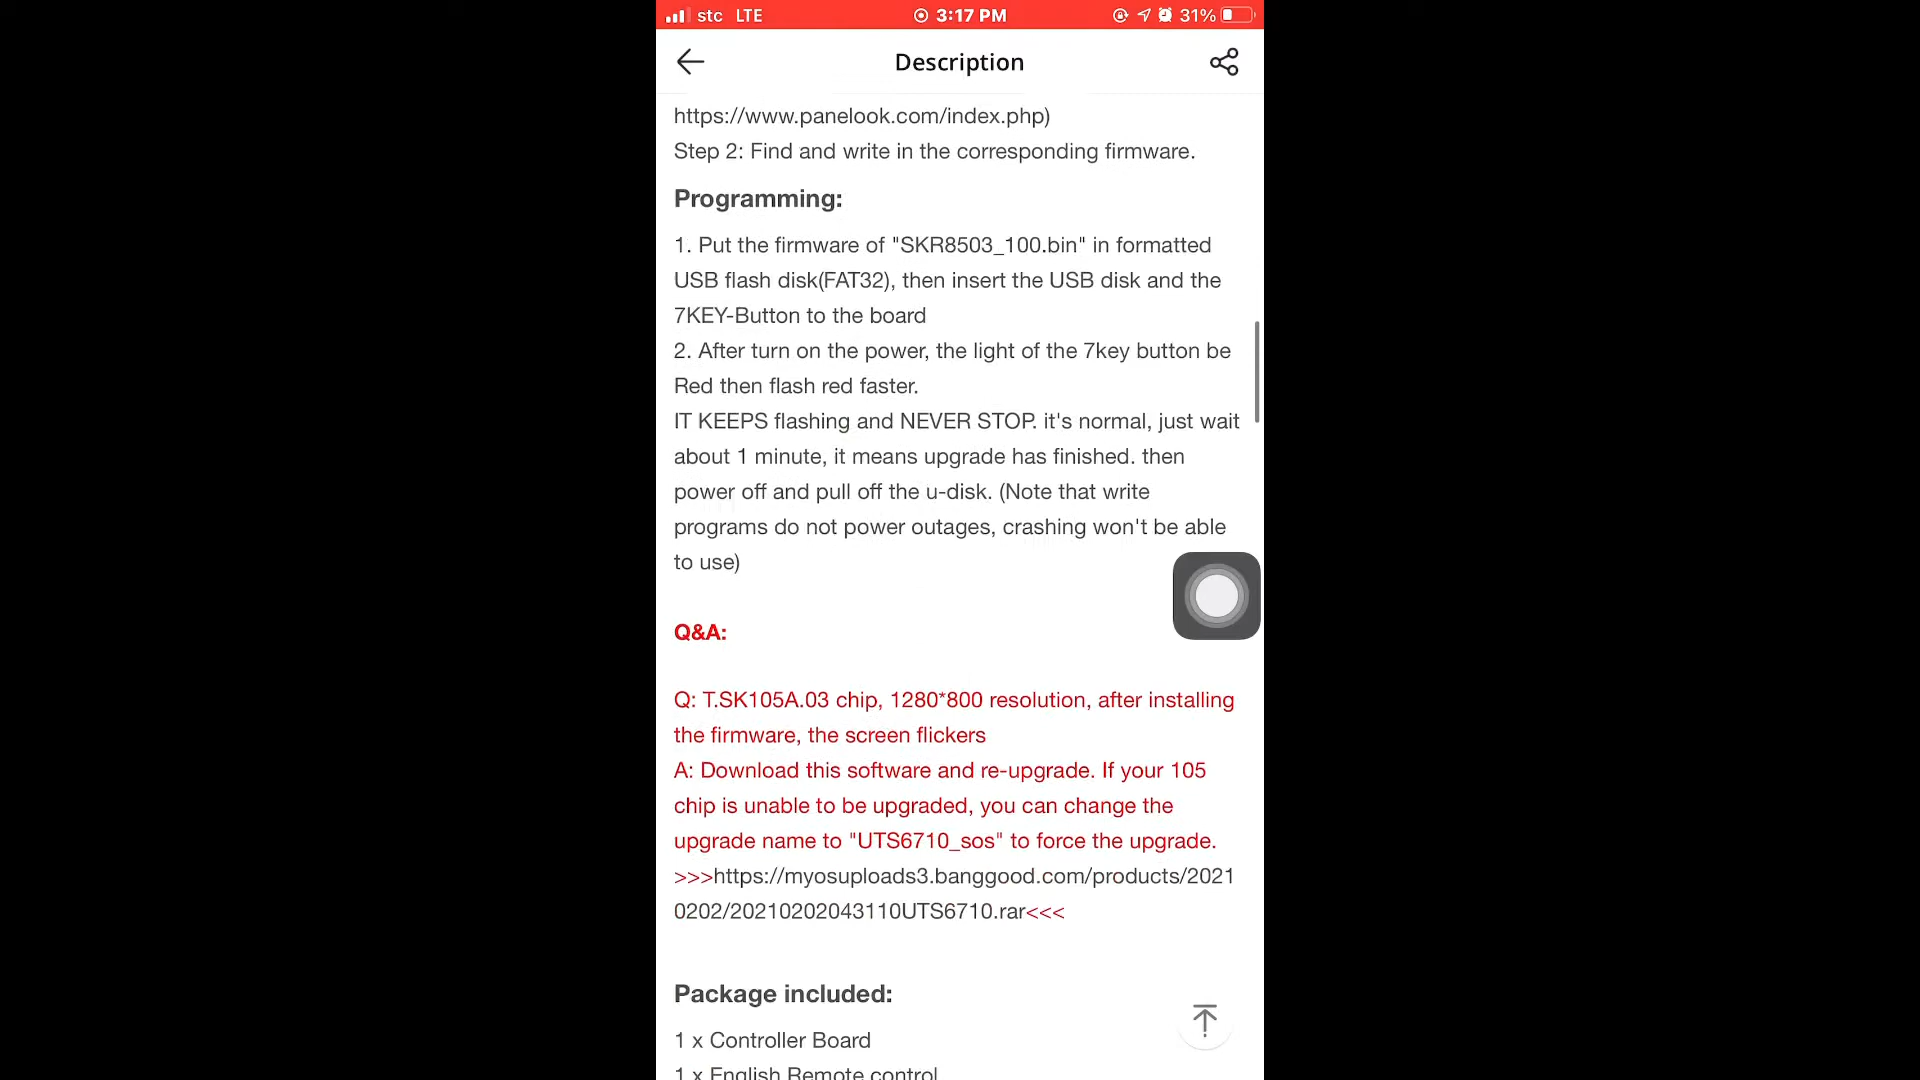 stc LTE 3:17 PM 31%
Description
https://www.panelook.com/index.php)
Step 2: Find and write in the corresponding firmware.
Programming:
1. Put the firmware of "SKR8503_100.bin" in formatted
USB flash disk(FAT32), then insert the USB disk and the
7KEY-Button to the board
2. After turn on the power, the light of the 7key button be
Red then flash red faster.
IT KEEPS flashing and NEVER STOP. it's normal, just wait
about 1 minute, it means upgrade has finished. then
power off and pull off the u-disk. (Note that write
programs do not power outages, crashing won't be able
to use)
Q&A:
Q: T.SK105A.03 chip, 1280*800 resolution, after installing
the firmware, the screen flickers
A: Download this software and re-upgrade. If your 105
chip is unable to be upgraded, you can change the
upgrade name to "UTS6710_sos" to force the upgrade.
>>>https://myosuploads3.banggood.com/products/2021
0202/20210202043110UTS6710.rar<<<
Package included:
1 x Controller Board
1 x English Remote control